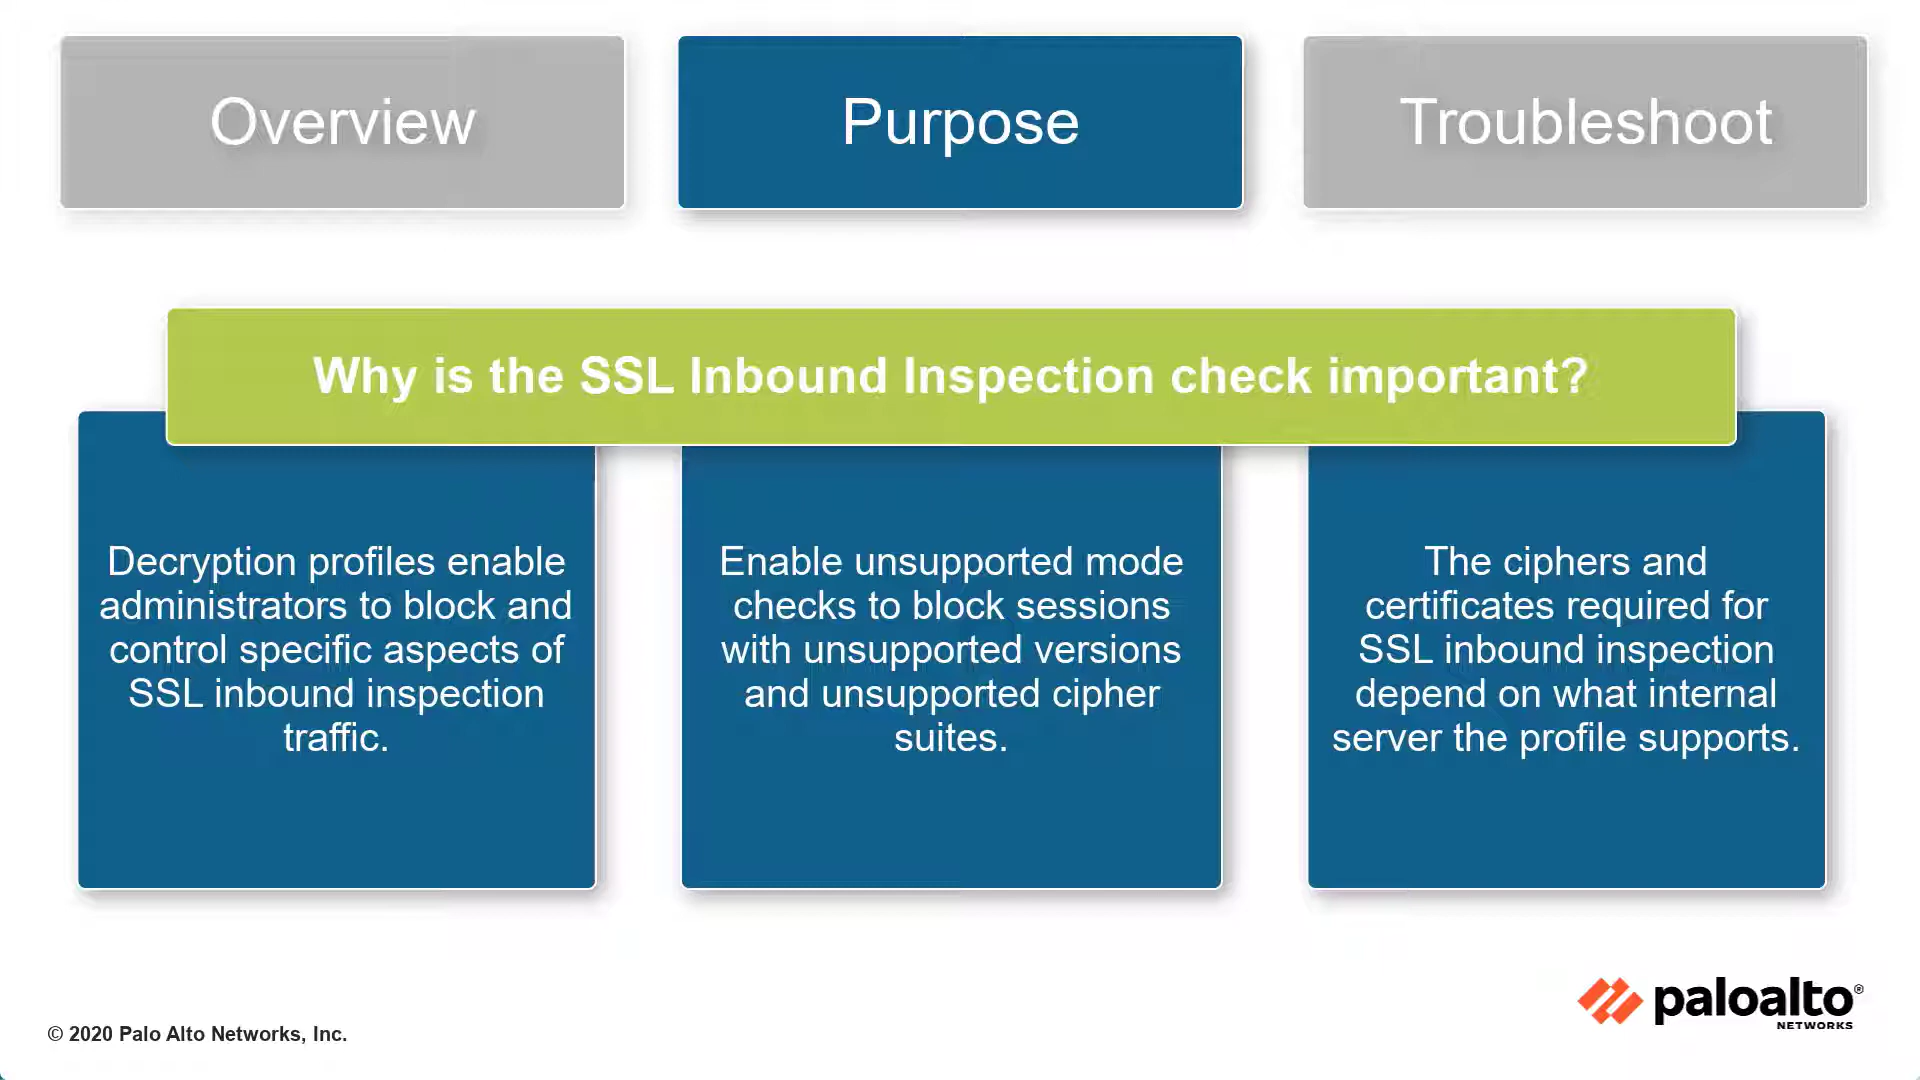 Overview
Purpose
Troubleshoot
Why is the SSL Inbound Inspection check important?
Decryption profiles enable
administrators to block and
control specific aspects of
SSL inbound inspection
traffic.
Enable unsupported mode
checks to block sessions
with unsupported versions
and unsupported cipher
suites.
The ciphers and
certificates required for
SSL inbound inspection
depend on what internal
server the profile supports.
paloalto®
NETWORKS
© 2020 Palo Alto Networks, Inc.